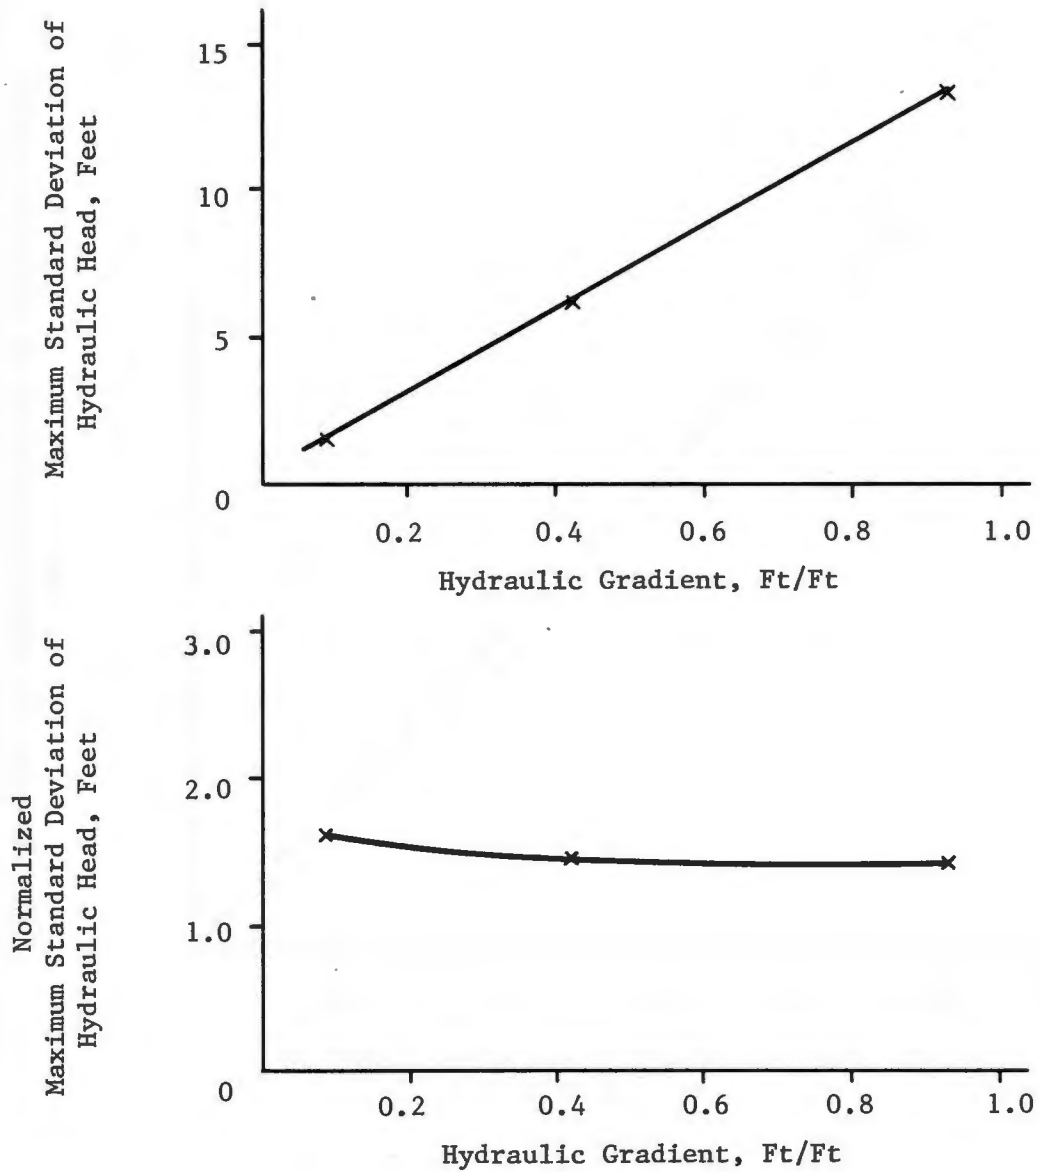 Maximum Standard Deviation of
Hydraulic Head, Feet
15
10
5
0
0.2 0.4 0.6 0.8 1.0
Hydraulic Gradient, Ft/Ft
Normalized
Maximum Standard Deviation of
Hydraulic Head, Feet
3.0
2.0
1.0
0
0.2 0.4 0.6 0.8 1.0
Hydraulic Gradient, Ft/Ft